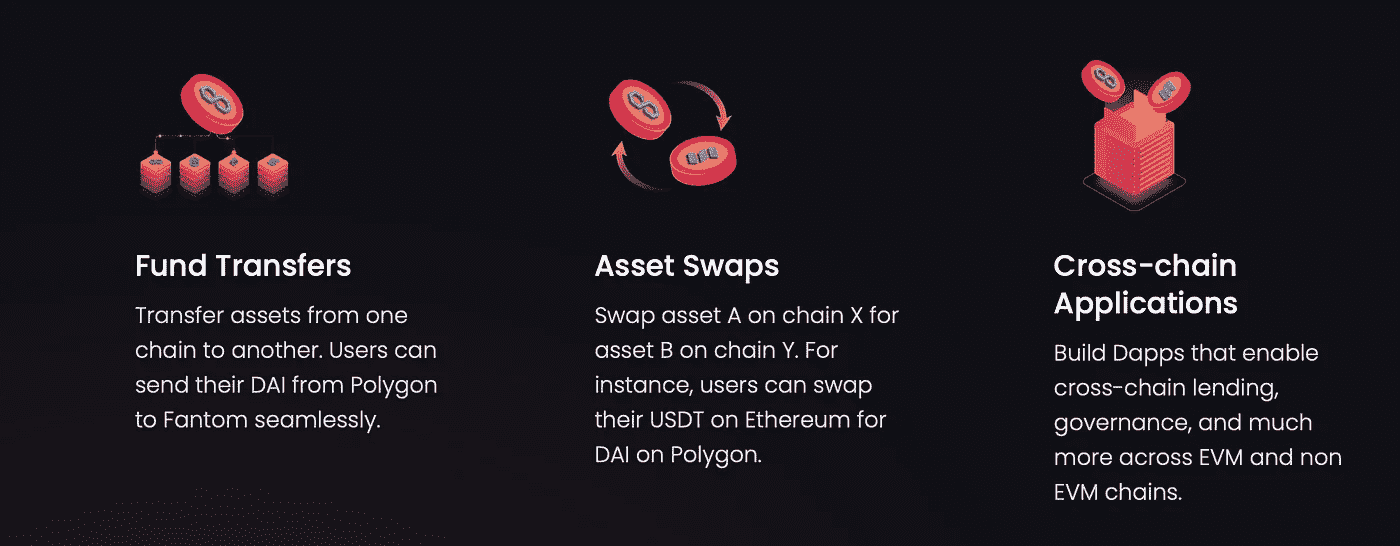 Fund Transfers
Transfer assets from one
chain to another. Users can
send their DAI from Polygon
to Fantom seamlessly.
Asset Swaps
Swap asset A on chain X for
asset B on chain Y. For
instance, users can swap
their USDT on Ethereum for
DAI on Polygon.
Cross-chain
Applications
Build Dapps that enable
cross-chain lending,
governance, and much
more across EVM and non
EVM chains.